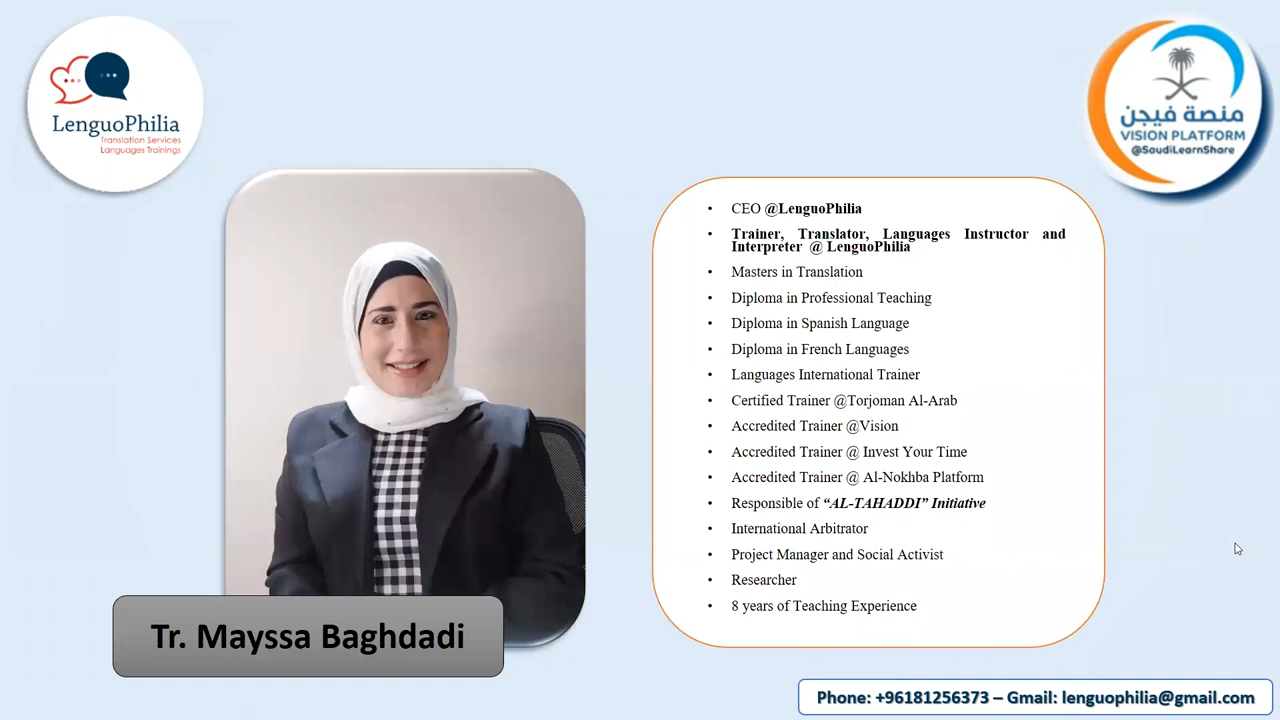 LenguoPhilia
Translation Services
Languages Trainings
منصة فيجن
VISION PLATFORM
@SaudiLearnShare
• CEO @LenguoPhilia
• Trainer, Translator, Languages Instructor and
Interpreter @ LenguoPhilia
• Masters in Translation
• Diploma in Professional Teaching
• Diploma in Spanish Language
• Diploma in French Languages
• Languages International Trainer
• Certified Trainer @Torjoman Al-Arab
• Accredited Trainer @Vision
• Accredited Trainer @ Invest Your Time
• Accredited Trainer @ Al-Nokhba Platform
• Responsible of “AL-TAHADDI” Initiative
• International Arbitrator
• Project Manager and Social Activist
• Researcher
• 8 years of Teaching Experience
Tr. Mayssa Baghdadi
Phone: +96181256373 – Gmail: lenguophilia@gmail.com